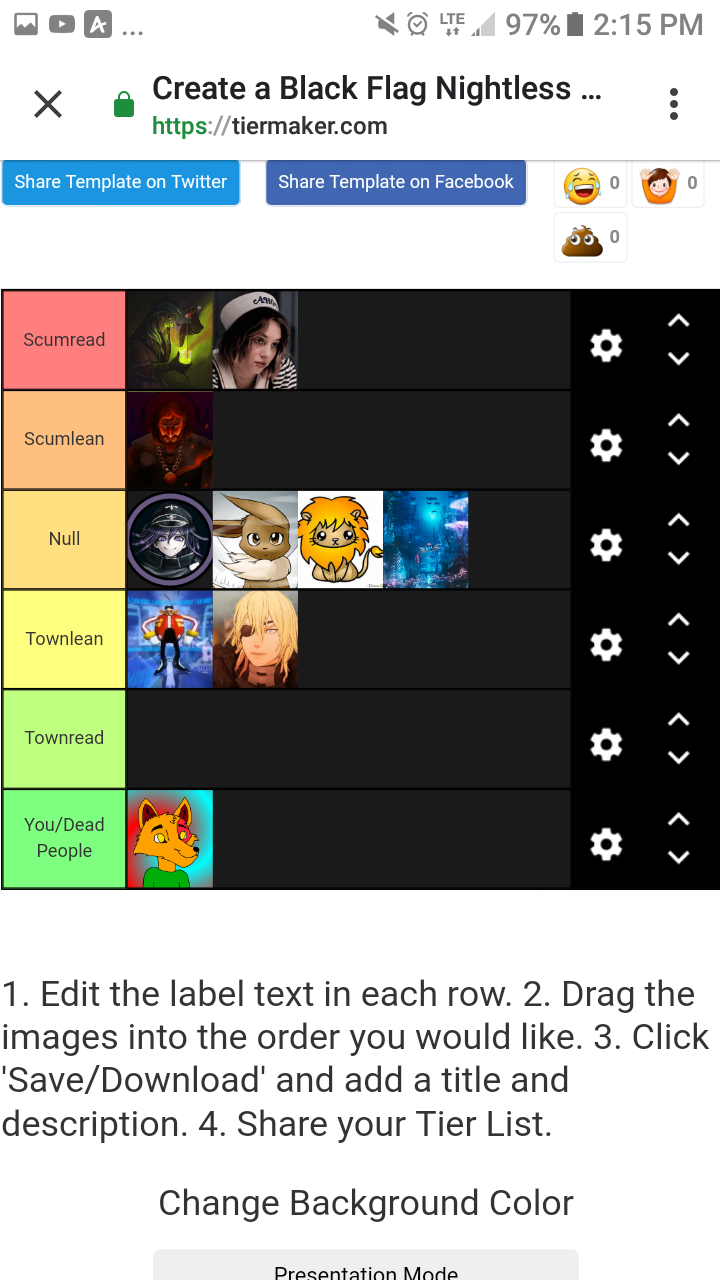 ... LTE 97% 2:15 PM
Create a Black Flag Nightless ...
https://tiermaker.com
Share Template on Twitter
Share Template on Facebook
0
0
0
Scumread
AHOY
Scumlean
Null
Townlean
Townread
You/Dead
People
1. Edit the label text in each row. 2. Drag the
images into the order you would like. 3. Click
'Save/Download' and add a title and
description. 4. Share your Tier List.
Change Background Color
Presentation Mode